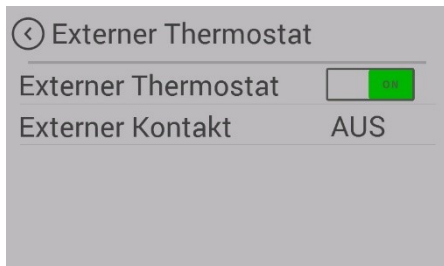 Externer Thermostat
Externer Thermostat ON
Externer Kontakt AUS